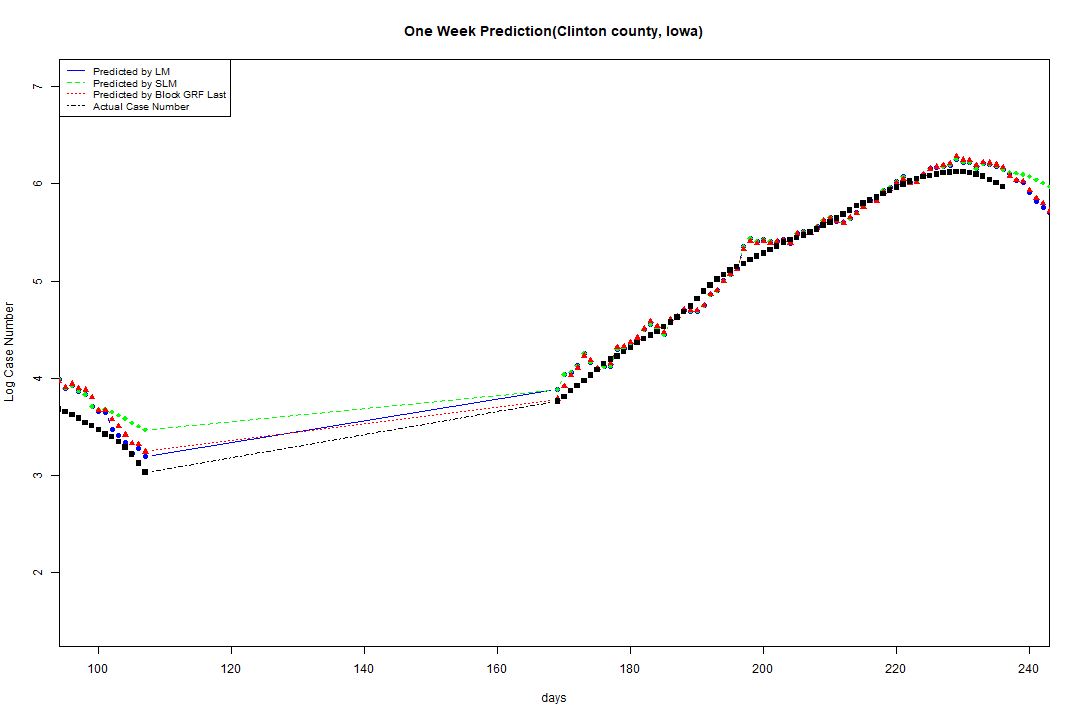 One Week Prediction(Clinton county, Iowa)
Predicted by LM
Predicted by SLM
Predicted by Block GRF Last
Actual Case Number
7
6
5
4
3
2
Log Case Number
100 120 140 160 180 200 220 240
days